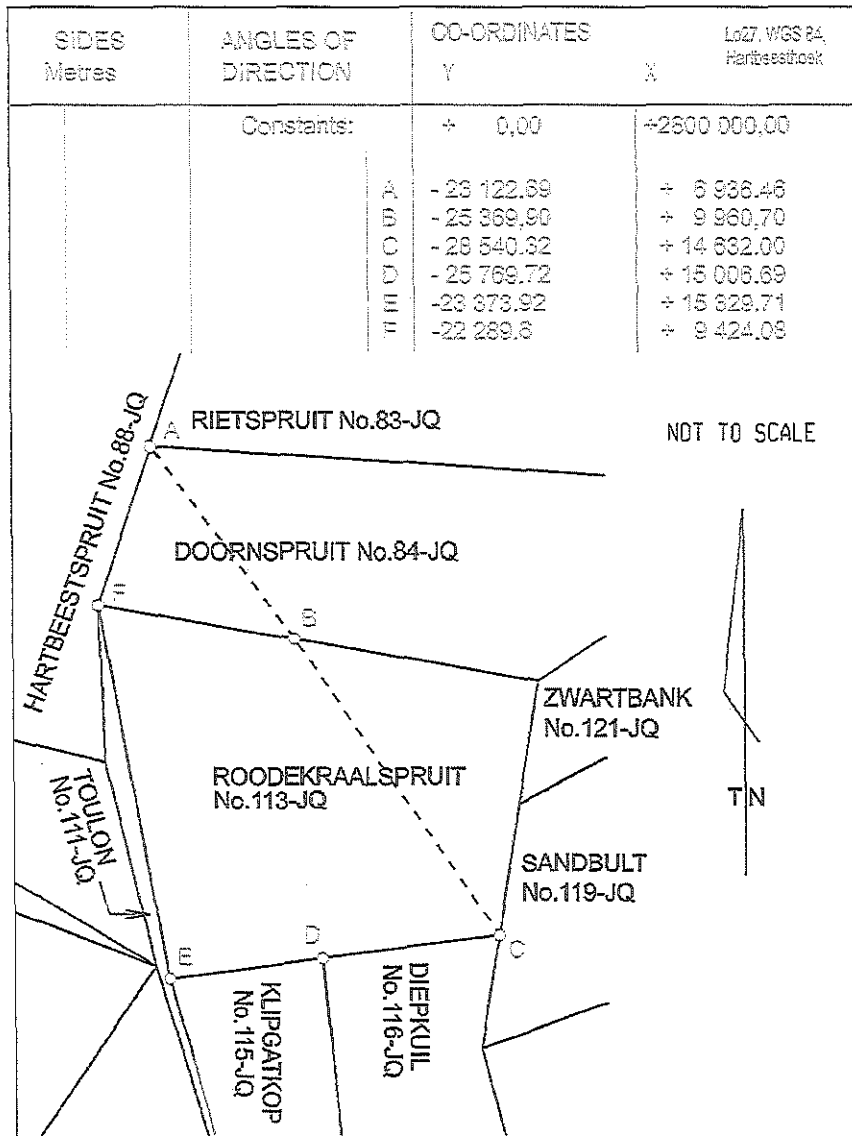 SIDES
Metres
ANGLES OF
DIRECTION
CO-ORDINATES
Y X
Lo27, WGS 84,
Hartbeesthoek
Constants: + 0,00 +2800 000,00
A - 23 122.69 + 6 936.46
B - 25 369,90 + 9 960,70
C - 28 540.32 + 14 632.00
D - 25 769.72 + 15 006.69
E -23 373.92 + 15 329.71
F -22 289.8 + 9 424.08
A
RIETSPRUIT No.83-JQ
NOT TO SCALE
HARTBEESTSPRUIT No.88-JQ
DOORNSPRUIT No.84-JQ
F
B
ZWARTBANK
No.121-JQ
ROODEKRAALSPRUIT
No.113-JQ
TN
TOULON
No.111-JQ
SANDBULT
No.119-JQ
D
C
E
KLIPGATKOP
No.115-JQ
DIEPKUIL
No.116-JQ